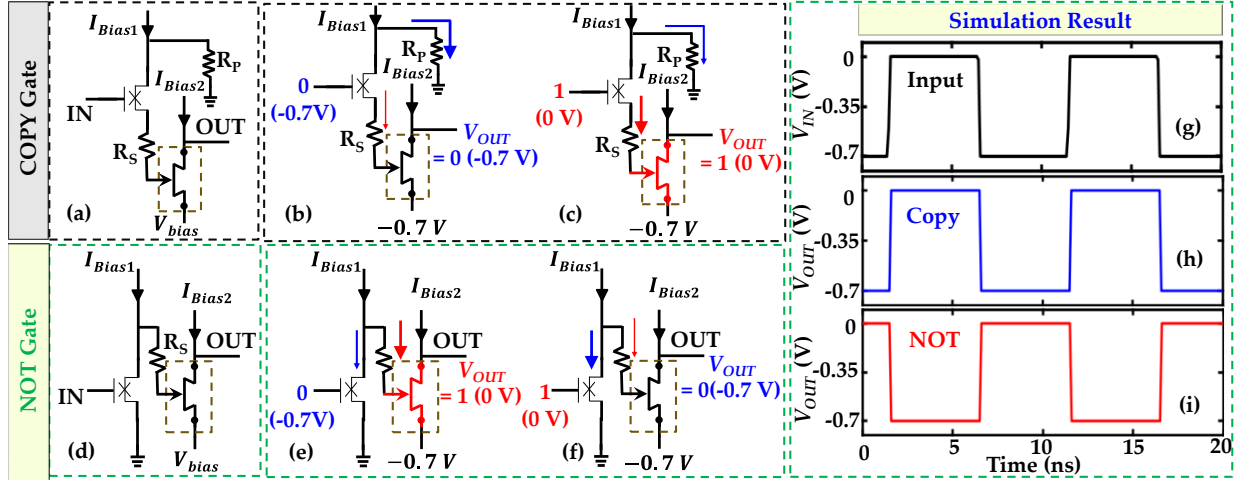 COPY Gate
I_Bias1
R_P
I_Bias2
IN
OUT
R_S
(a)
V_bias
I_Bias1
R_P
I_Bias2
0
(-0.7V)
R_S
V_OUT
= 0 (-0.7 V)
(b)
−0.7 V
I_Bias1
R_P
I_Bias2
1
(0 V)
R_S
V_OUT
= 1 (0 V)
(c)
−0.7 V
NOT Gate
I_Bias1
I_Bias2
R_S
OUT
IN
(d)
V_bias
I_Bias1
I_Bias2
OUT
0
(-0.7V)
V_OUT
= 1 (0 V)
(e)
−0.7 V
I_Bias1
I_Bias2
OUT
1
(0 V)
V_OUT
= 0(-0.7 V)
(f)
−0.7 V
Simulation Result
V_IN (V)
0
-0.35
-0.7
Input
(g)
V_OUT (V)
0
-0.35
-0.7
Copy
(h)
V_OUT (V)
0
-0.35
-0.7
NOT
(i)
0 5 10 15 20
Time (ns)